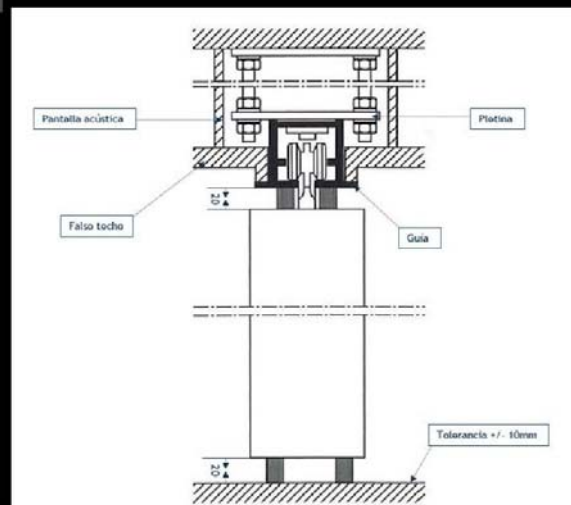 Pantalla acústica
Platina
Falso techo
20
Guía
Tolerancia +/- 10mm
20